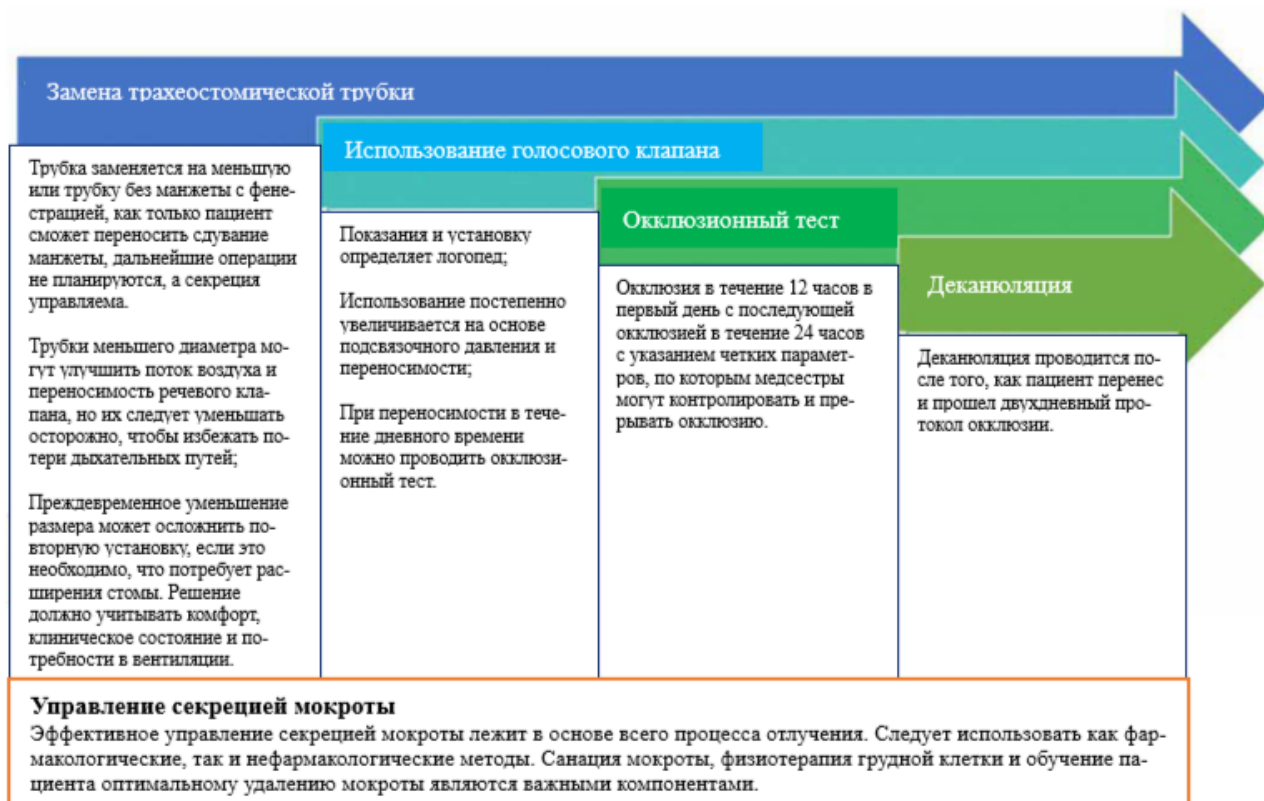 Замена трахеостомической трубки
Трубка заменяется на меньшую
или трубку без манжеты с фене-
страцией, как только пациент
сможет переносить сдувание
манжеты, дальнейшие операции
не планируются, а секреция
управляема.
Трубки меньшего диаметра мо-
гут улучшить поток воздуха и
переносимость речевого кла-
пана, но их следует уменьшать
осторожно, чтобы избежать по-
тери дыхательных путей;
Преждевременное уменьшение
размера может осложнить по-
вторную установку, если это
необходимо, что потребует рас-
ширения стомы. Решение
должно учитывать комфорт,
клиническое состояние и по-
требности в вентиляции.
Использование голосового клапана
Показания и установку
определяет логопед;
Использование постепенно
увеличивается на основе
подсвязочного давления и
переносимости;
При переносимости в тече-
ние дневного времени
можно проводить окклюзи-
онный тест.
Окклюзионный тест
Окклюзия в течение 12 часов в
первый день с последующей
окклюзией в течение 24 часов
с указанием четких парамет-
ров, по которым медсестры
могут контролировать и пре-
рывать окклюзию.
Деканюляция
Деканюляция проводится по-
сле того, как пациент перенес
и прошел двухдневный про-
токол окклюзии.
Управление секрецией мокроты
Эффективное управление секрецией мокроты лежит в основе всего процесса отлучения. Следует использовать как фар-
макологические, так и нефармакологические методы. Санация мокроты, физиотерапия грудной клетки и обучение па-
циента оптимальному удалению мокроты являются важными компонентами.